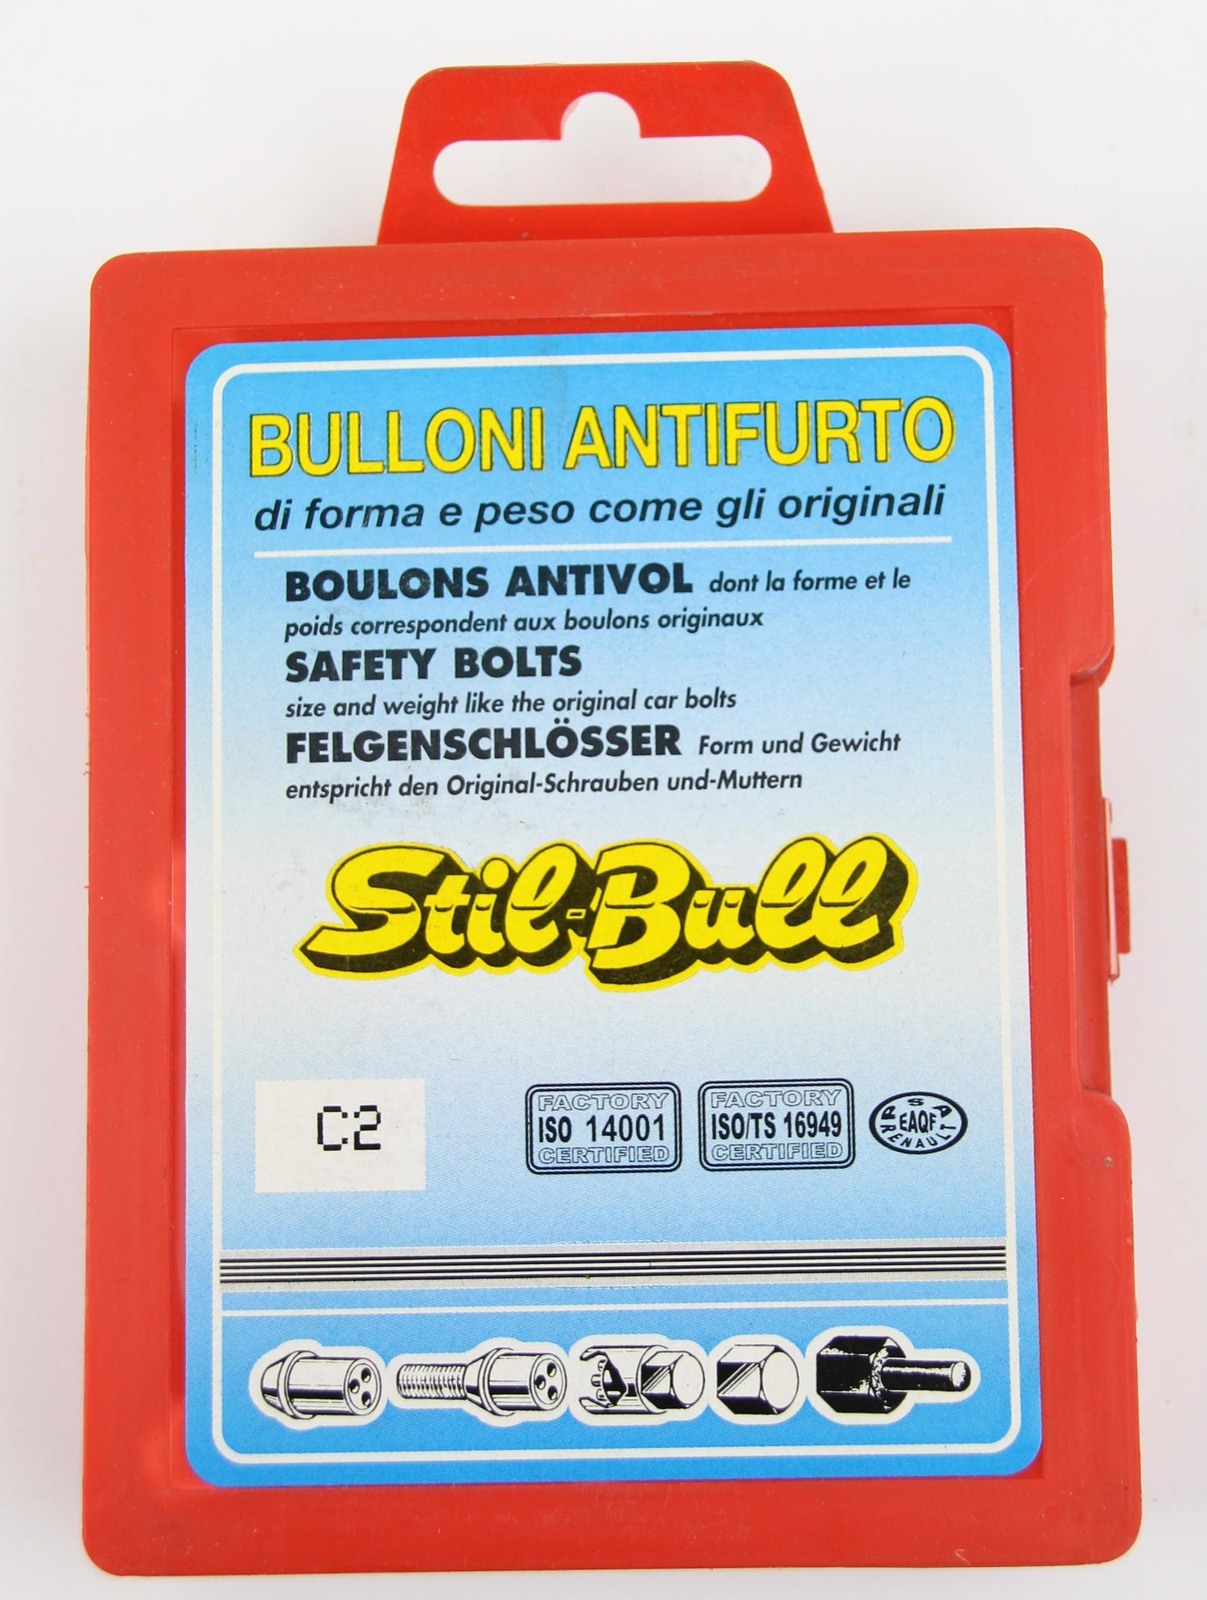 BULLONI ANTIFURTO
di forma e peso come gli originali
BOULONS ANTIVOL dont la forme et le
poids correspondent aux boulons originaux
SAFETY BOLTS
size and weight like the original car bolts
FELGENSCHLÖSSER Form und Gewicht
entspricht den Original-Schrauben und-Muttern
Stil-Bull
C2
FACTORY
ISO 14001
CERTIFIED
FACTORY
ISO/TS 16949
CERTIFIED
PSA
EAQF
RENAULT